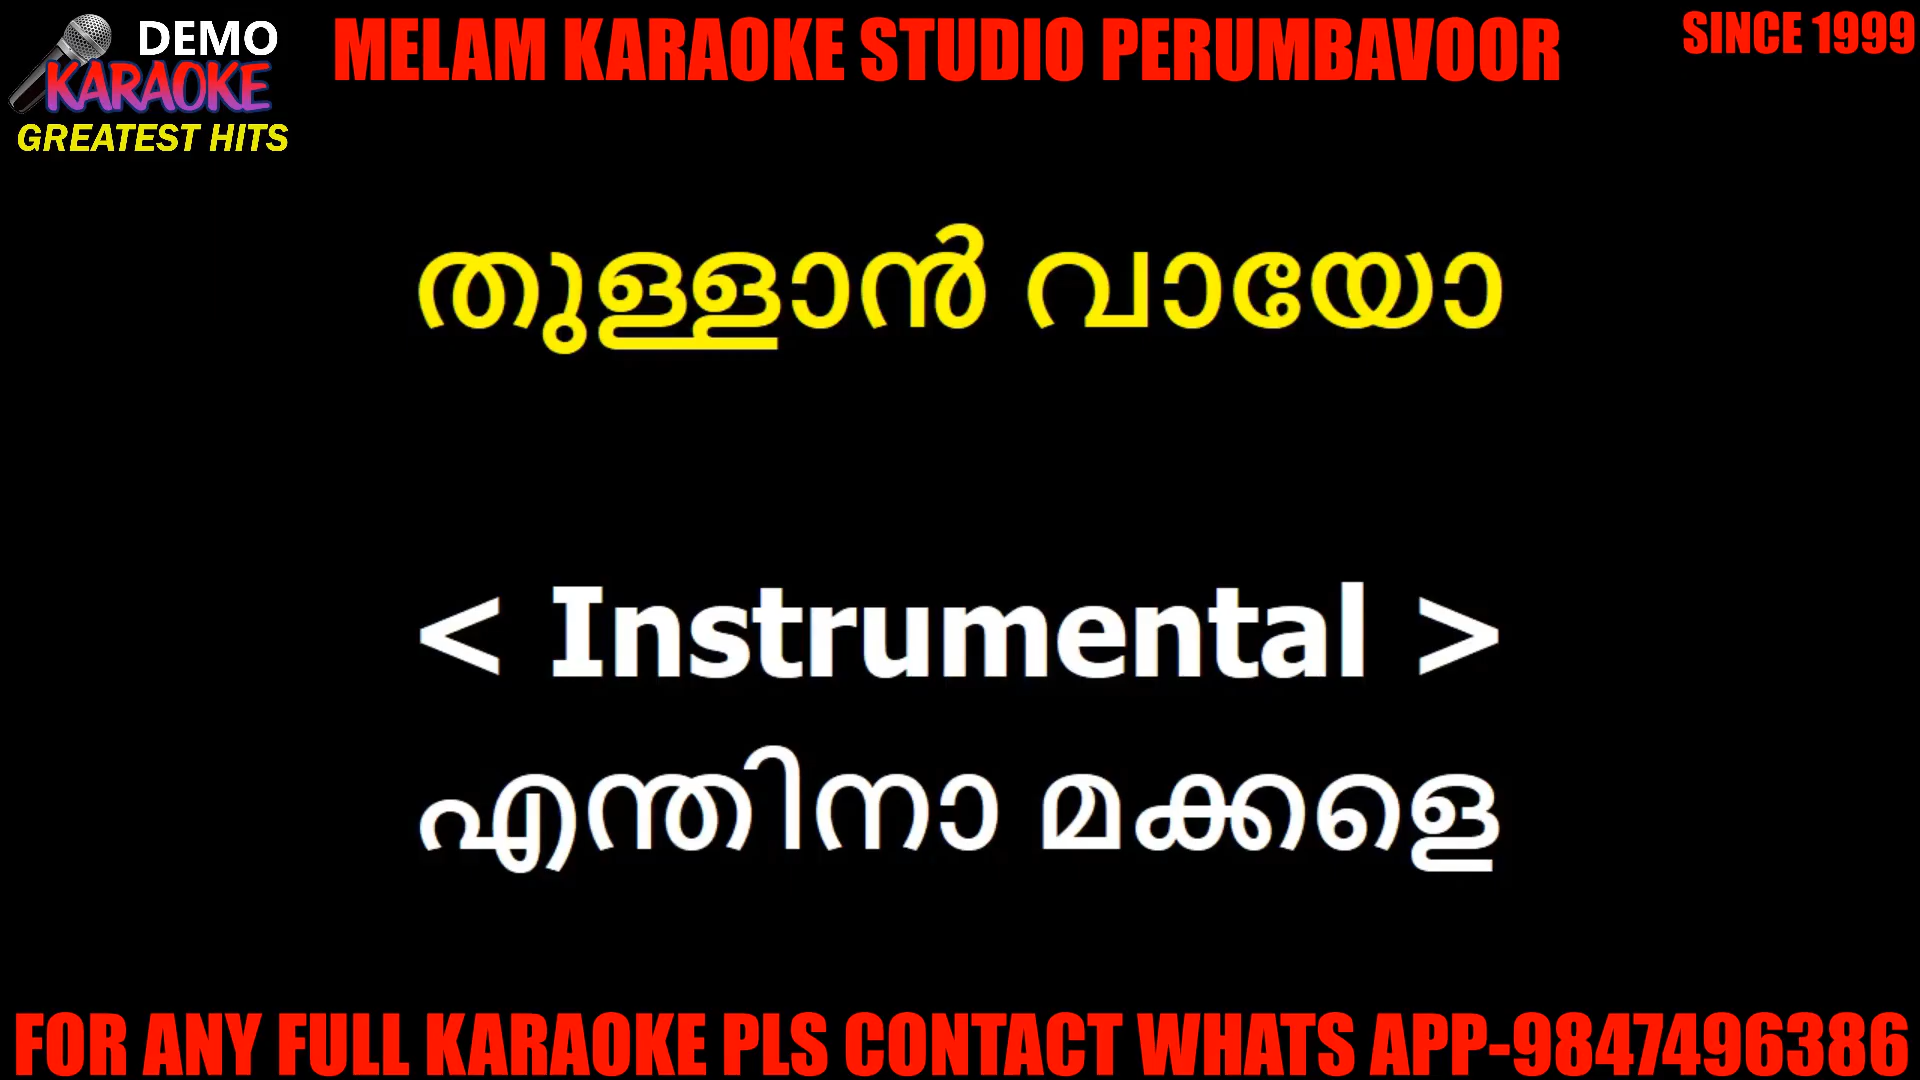 DEMO
KARAOKE
GREATEST HITS
MELAM KARAOKE STUDIO PERUMBAVOOR
SINCE 1999
തുള്ളാൻ വായോ
< Instrumental >
എന്തിനാ മക്കളെ
FOR ANY FULL KARAOKE PLS CONTACT WHATS APP-9847496386